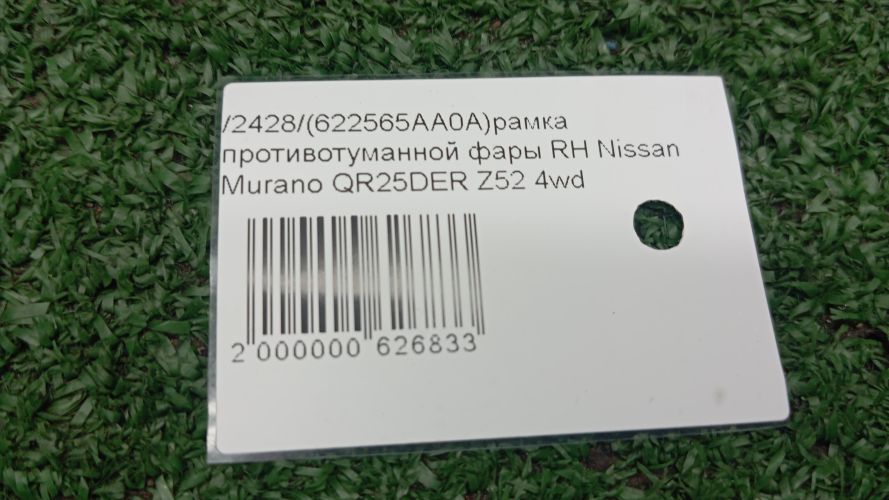 /2428/(622565AA0A)рамка
противотуманной фары RH Nissan
Murano QR25DER Z52 4wd
2 000000 626833